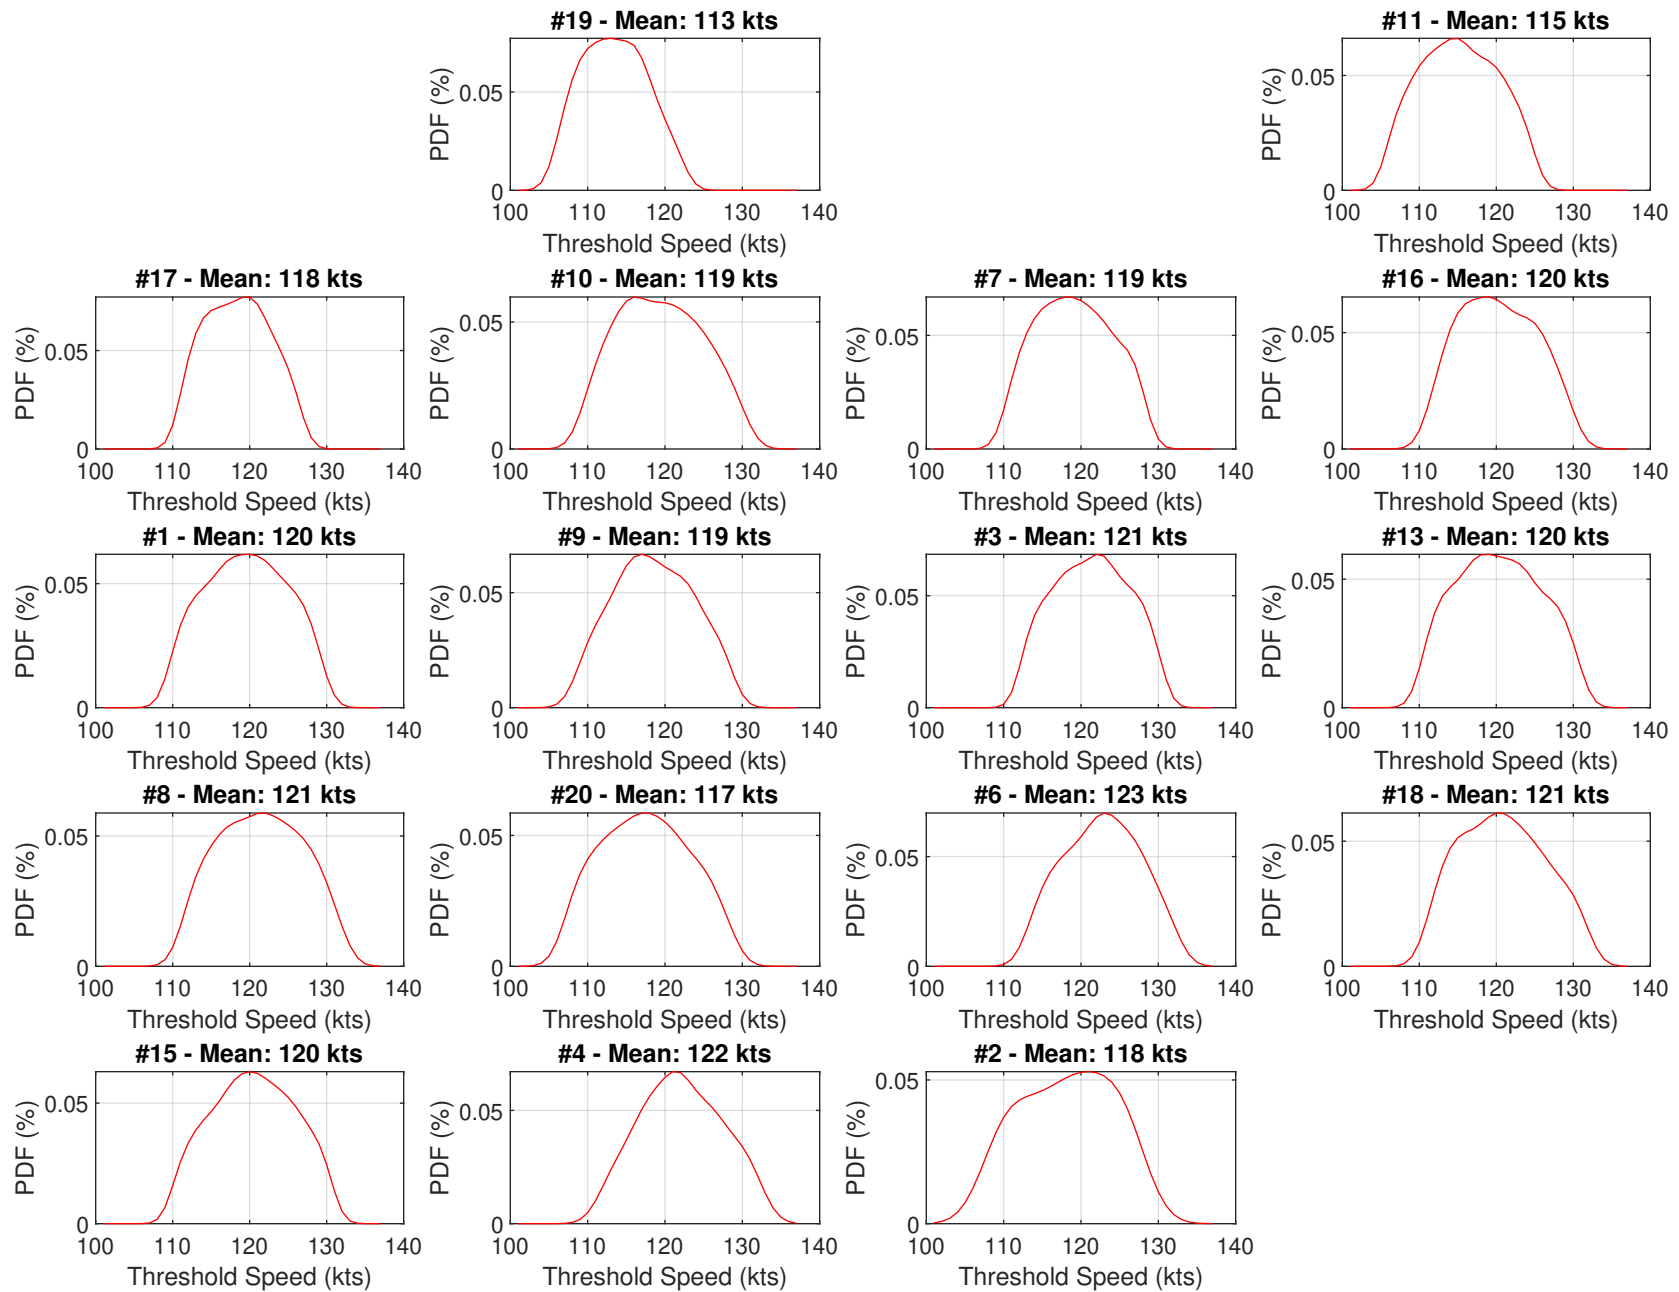 #19 - Mean: 113 kts
PDF (%)
0.05
0
100 110 120 130 140
Threshold Speed (kts)
#11 - Mean: 115 kts
PDF (%)
0.05
0
100 110 120 130 140
Threshold Speed (kts)
#17 - Mean: 118 kts
PDF (%)
0.05
0
100 110 120 130 140
Threshold Speed (kts)
#10 - Mean: 119 kts
PDF (%)
0.05
0
100 110 120 130 140
Threshold Speed (kts)
#7 - Mean: 119 kts
PDF (%)
0.05
0
100 110 120 130 140
Threshold Speed (kts)
#16 - Mean: 120 kts
PDF (%)
0.05
0
100 110 120 130 140
Threshold Speed (kts)
#1 - Mean: 120 kts
PDF (%)
0.05
0
100 110 120 130 140
Threshold Speed (kts)
#9 - Mean: 119 kts
PDF (%)
0.05
0
100 110 120 130 140
Threshold Speed (kts)
#3 - Mean: 121 kts
PDF (%)
0.05
0
100 110 120 130 140
Threshold Speed (kts)
#13 - Mean: 120 kts
PDF (%)
0.05
0
100 110 120 130 140
Threshold Speed (kts)
#8 - Mean: 121 kts
PDF (%)
0.05
0
100 110 120 130 140
Threshold Speed (kts)
#20 - Mean: 117 kts
PDF (%)
0.05
0
100 110 120 130 140
Threshold Speed (kts)
#6 - Mean: 123 kts
PDF (%)
0.05
0
100 110 120 130 140
Threshold Speed (kts)
#18 - Mean: 121 kts
PDF (%)
0.05
0
100 110 120 130 140
Threshold Speed (kts)
#15 - Mean: 120 kts
PDF (%)
0.05
0
100 110 120 130 140
Threshold Speed (kts)
#4 - Mean: 122 kts
PDF (%)
0.05
0
100 110 120 130 140
Threshold Speed (kts)
#2 - Mean: 118 kts
PDF (%)
0.05
0
100 110 120 130 140
Threshold Speed (kts)